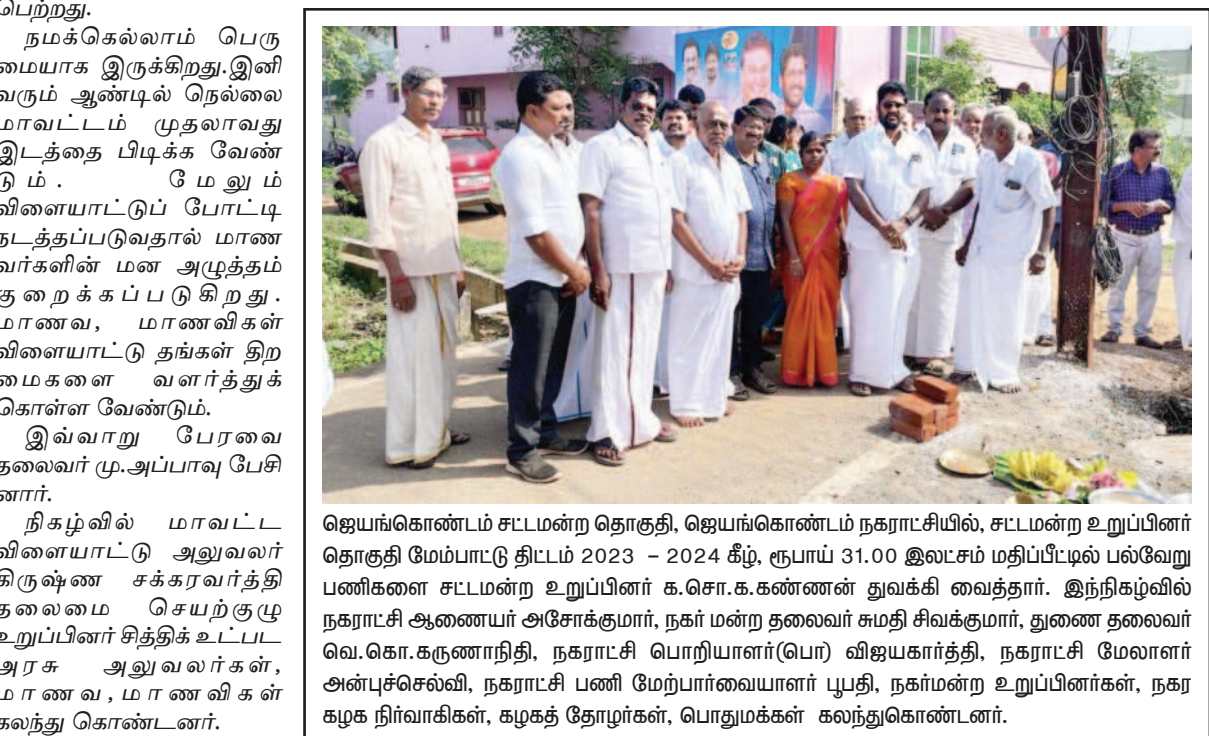 பெற்றது.
நமக்கெல்லாம் பெரு
மையாக இருக்கிறது.இனி
வரும் ஆண்டில் நெல்லை
மாவட்டம் முதலாவது
இடத்தை பிடிக்க வேண்
டும். மேலும்
விளையாட்டுப் போட்டி
நடத்தப்படுவதால் மாண
வர்களின் மன அழுத்தம்
குறைக்கப்படுகிறது.
மாணவ, மாணவிகள்
விளையாட்டு தங்கள் திற
மைகளை வளர்த்துக்
கொள்ள வேண்டும்.
இவ்வாறு பேரவை
தலைவர் மு.அப்பாவு பேசி
னார்.
நிகழ்வில் மாவட்ட
விளையாட்டு அலுவலர்
கிருஷ்ண சக்கரவர்த்தி
தலைமை செயற்குழு
உறுப்பினர் சித்திக் உட்பட
அரசு அலுவலர்கள்,
மாணவ,மாணவிகள்
கலந்து கொண்டனர்.
ஜெயங்கொண்டம் சட்டமன்ற தொகுதி, ஜெயங்கொண்டம் நகராட்சியில், சட்டமன்ற உறுப்பினர்
தொகுதி மேம்பாட்டு திட்டம் 2023 – 2024 கீழ், ரூபாய் 31.00 இலட்சம் மதிப்பீட்டில் பல்வேறு
பணிகளை சட்டமன்ற உறுப்பினர் க.சொ.க.கண்ணன் துவக்கி வைத்தார். இந்நிகழ்வில்
நகராட்சி ஆணையர் அசோக்குமார், நகர் மன்ற தலைவர் சுமதி சிவக்குமார், துணை தலைவர்
வெ.கொ.கருணாநிதி, நகராட்சி பொறியாளர்(பொ) விஜயகார்த்தி, நகராட்சி மேலாளர்
அன்புச்செல்வி, நகராட்சி பணி மேற்பார்வையாளர் பூபதி, நகர்மன்ற உறுப்பினர்கள், நகர
கழக நிர்வாகிகள், கழகத் தோழர்கள், பொதுமக்கள் கலந்துகொண்டனர்.